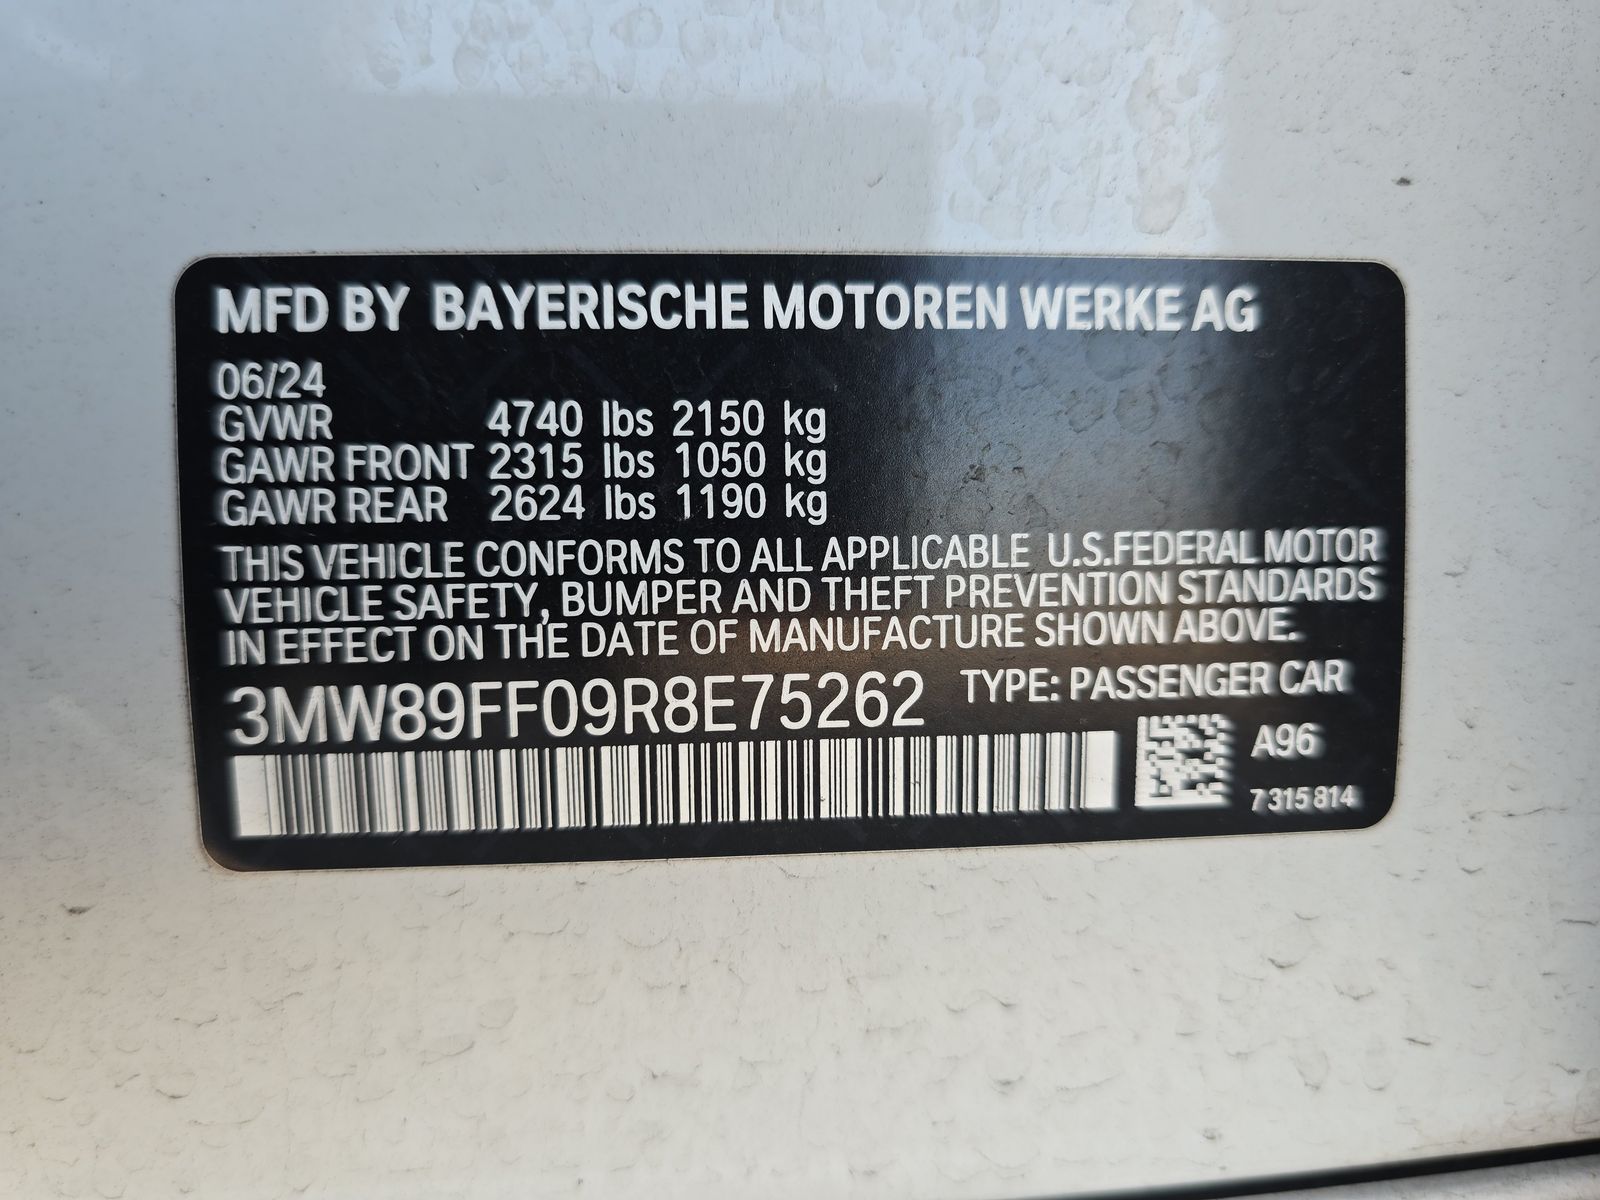 MFD BY BAYERISCHE MOTOREN WERKE AG
06/24
GVWR 4740 lbs 2150 kg
GAWR FRONT 2315 lbs 1050 kg
GAWR REAR 2624 lbs 1190 kg
THIS VEHICLE CONFORMS TO ALL APPLICABLE U.S.FEDERAL MOTOR
VEHICLE SAFETY, BUMPER AND THEFT PREVENTION STANDARDS
IN EFFECT ON THE DATE OF MANUFACTURE SHOWN ABOVE.
3MW89FF09R8E75262 TYPE: PASSENGER CAR
A96
7 315 814